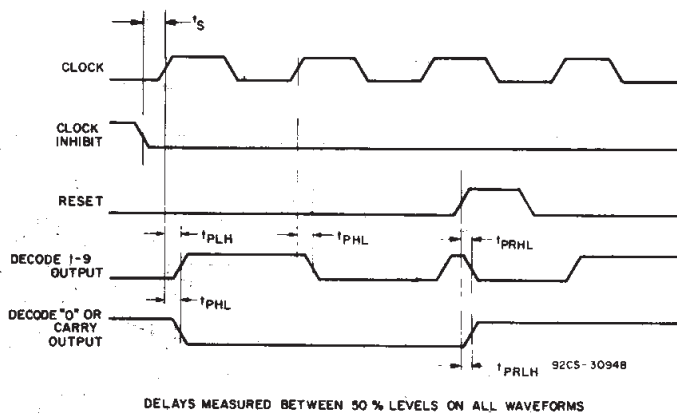 tS
CLOCK
CLOCK
INHIBIT
RESET
tPLH
tPHL
tPRHL
DECODE 1-9
OUTPUT
tPHL
DECODE "0" OR
CARRY
OUTPUT
tPRLH
92CS-30948
DELAYS MEASURED BETWEEN 50 % LEVELS ON ALL WAVEFORMS